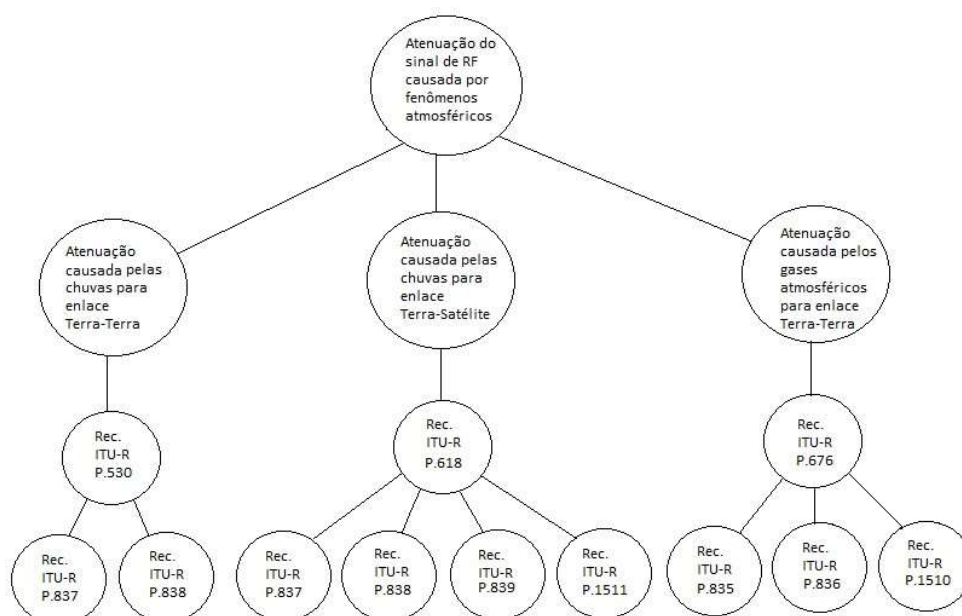 Atenuação do
sinal de RF
causada por
fenômenos
atmosféricos
Atenuação
causada pelas
chuvas para
enlace
Terra-Terra
Atenuação
causada pelas
chuvas para
enlace
Terra-Satélite
Atenuação
causada pelos
gases
atmosféricos
para enlace
Terra-Terra
Rec.
ITU-R
P.530
Rec.
ITU-R
P.618
Rec.
ITU-R
P.676
Rec.
ITU-R
P.837
Rec.
ITU-R
P.838
Rec.
ITU-R
P.837
Rec.
ITU-R
P.838
Rec.
ITU-R
P.839
Rec.
ITU-R
P.1511
Rec.
ITU-R
P.835
Rec.
ITU-R
P.836
Rec.
ITU-R
P.1510